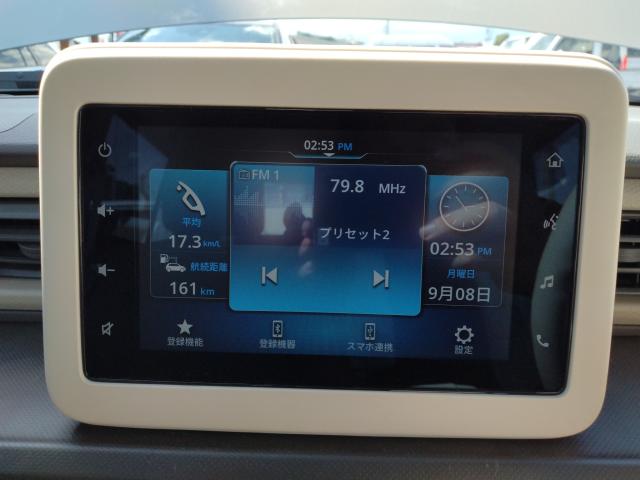 02:53 PM
FM 1
79.8 MHz
プリセット2
平均
17.3 km/L
航続距離
161 km
02:53 PM
月曜日
9月08日
登録機能
登録機器
スマホ連携
設定